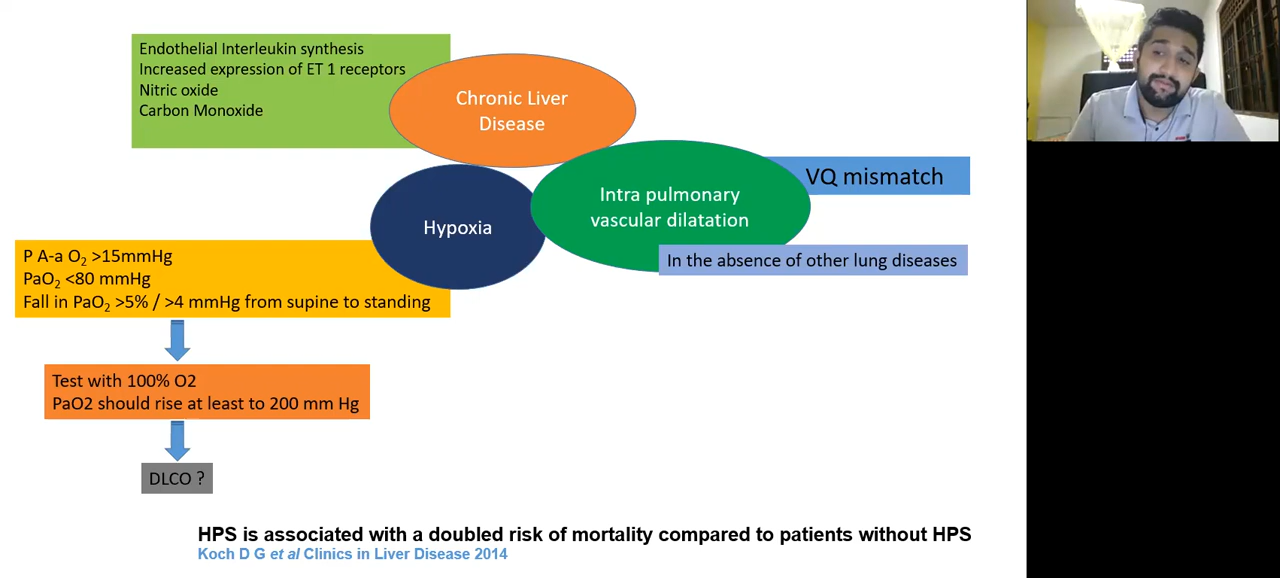 Endothelial Interleukin synthesis
Increased expression of ET 1 receptors
Nitric oxide
Carbon Monoxide
Chronic Liver
Disease
Intra pulmonary
vascular dilatation
VQ mismatch
Hypoxia
In the absence of other lung diseases
P A-a O₂ >15mmHg
PaO₂ <80 mmHg
Fall in PaO₂ >5% / >4 mmHg from supine to standing
Test with 100% O2
PaO2 should rise at least to 200 mm Hg
DLCO ?
HPS is associated with a doubled risk of mortality compared to patients without HPS
Koch D G et al Clinics in Liver Disease 2014